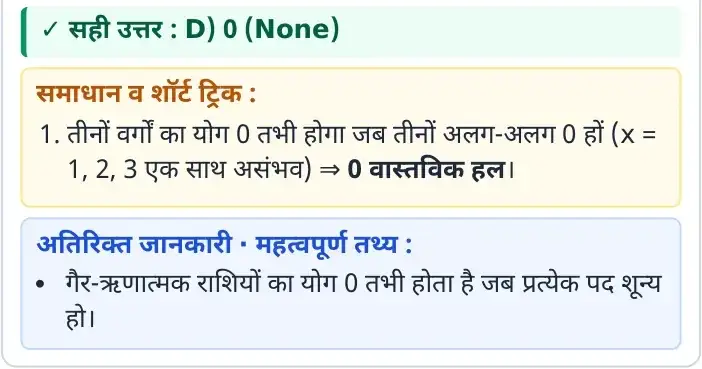 ✓ सही उत्तर : D) 0 (None)
समाधान व शॉर्ट ट्रिक :
1. तीनों वर्गों का योग 0 तभी होगा जब तीनों अलग-अलग 0 हों (x =
1, 2, 3 एक साथ असंभव) ⇒ 0 वास्तविक हल।
अतिरिक्त जानकारी · महत्वपूर्ण तथ्य :
• गैर-ऋणात्मक राशियों का योग 0 तभी होता है जब प्रत्येक पद शून्य
हो।